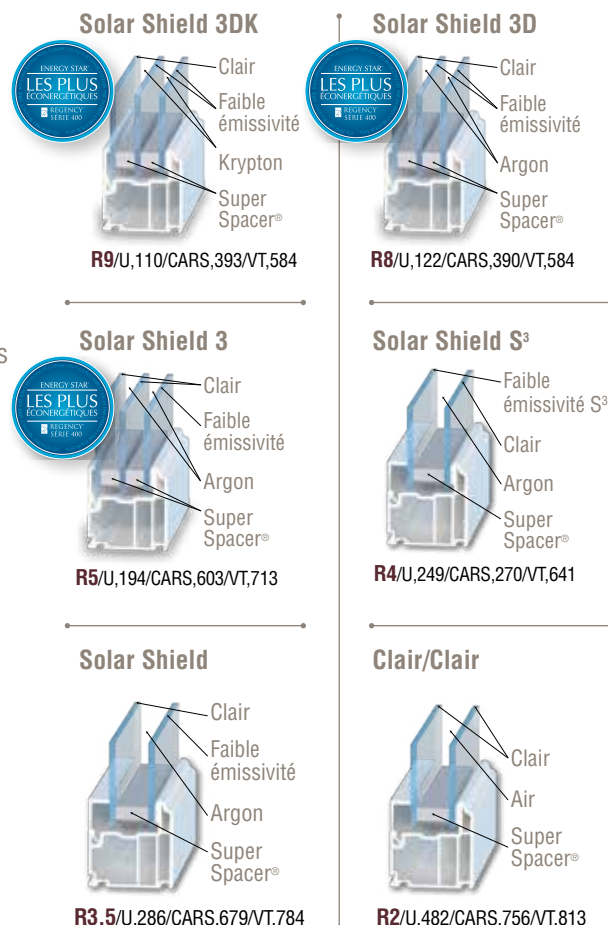 Solar Shield 3DK
ENERGY STAR
LES PLUS
ÉCONERGÉTIQUES
REGENCY
SÉRIE 400
Clair
Faible
émissivité
Krypton
Super
Spacer®
R9/U,110/CARS,393/VT,584
Solar Shield 3D
ENERGY STAR
LES PLUS
ÉCONERGÉTIQUES
REGENCY
SÉRIE 400
Clair
Faible
émissivité
Argon
Super
Spacer®
R8/U,122/CARS,390/VT,584
s
Solar Shield 3
ENERGY STAR
LES PLUS
ÉCONERGÉTIQUES
REGENCY
SÉRIE 400
Clair
Faible
émissivité
Argon
Super
Spacer®
R5/U,194/CARS,603/VT,713
Solar Shield S³
Faible
émissivité S³
Clair
Argon
Super
Spacer®
R4/U,249/CARS,270/VT,641
Solar Shield
Clair
Faible
émissivité
Argon
Super
Spacer®
R3,5/U,286/CARS,679/VT,784
Clair/Clair
Clair
Air
Super
Spacer®
R2/U,482/CARS,756/VT,813